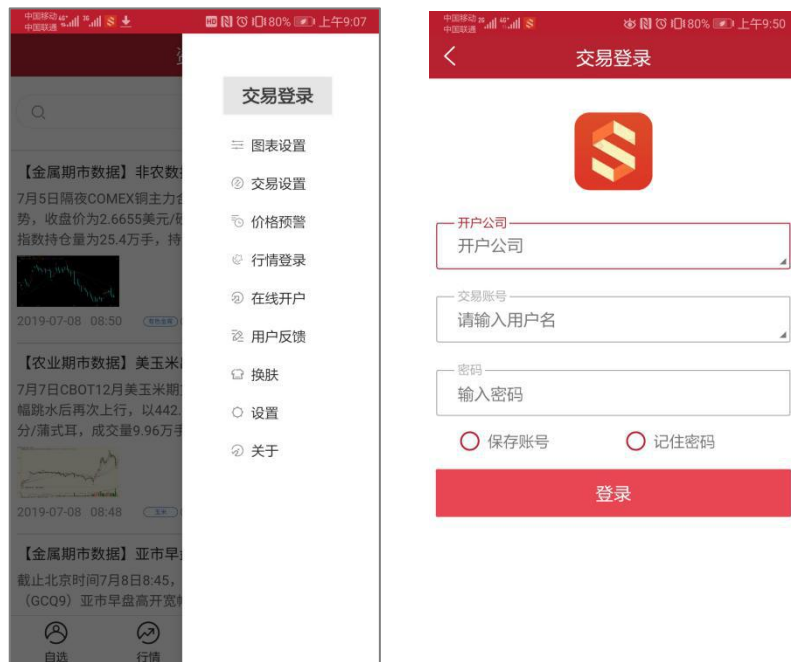 中国移动 4G 3G
中国联通
HD 80% 上午9:07
交易登录
图表设置
交易设置
价格预警
行情登录
在线开户
用户反馈
换肤
设置
关于
【金属期市数据】非农数
7月5日隔夜COMEX铜主力
势，收盘价为2.6655美元/
指数持仓量为25.4万手，持
2019-07-08 08:50
【农业期市数据】美玉米
7月7日CBOT12月美玉米期
幅跳水后再次上行，以442.
分/蒲式耳，成交量9.96万手
2019-07-08 08:48
玉米
【金属期市数据】亚市早
截止北京时间7月8日8:45，
（GCQ9）亚市早盘高开宽
自选 行情
中国移动
中国联通
80% 上午9:50
交易登录
开户公司
开户公司
交易账号
请输入用户名
密码
输入密码
保存账号 记住密码
登录